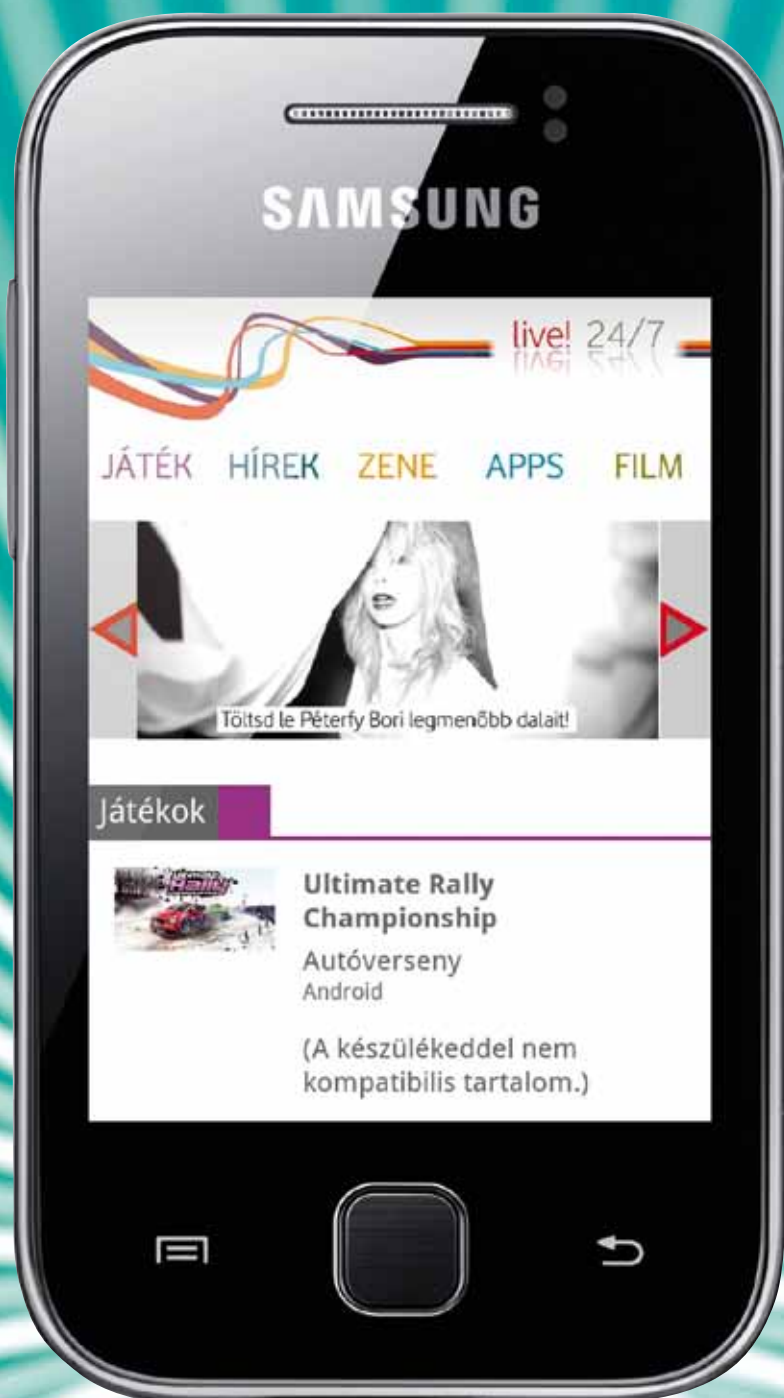 SAMSUNG
live! 24/7
JÁTÉK HÍREK ZENE APPS FILM
Töltsd le Péterfy Bori legmenőbb dalait!
Játékok
Rally
Ultimate Rally
Championship
Autóverseny
Android
(A készülékeddel nem
kompatibilis tartalom.)